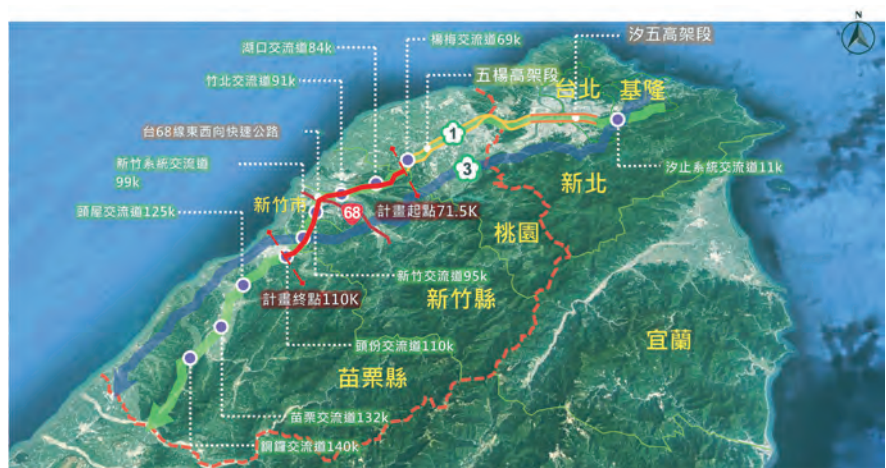 N
湖口交流道84k
楊梅交流道69k
汐五高架段
竹北交流道91k
五楊高架段
台北
基隆
台68線東西向快速公路
1
3
新竹系統交流道
99k
汐止系統交流道11k
新北
頭屋交流道125k
新竹市
68
計畫起點71.5K
桃園
新竹交流道95k
計畫終點110K
新竹縣
宜蘭
頭份交流道110k
苗栗縣
苗栗交流道132k
銅鑼交流道140k